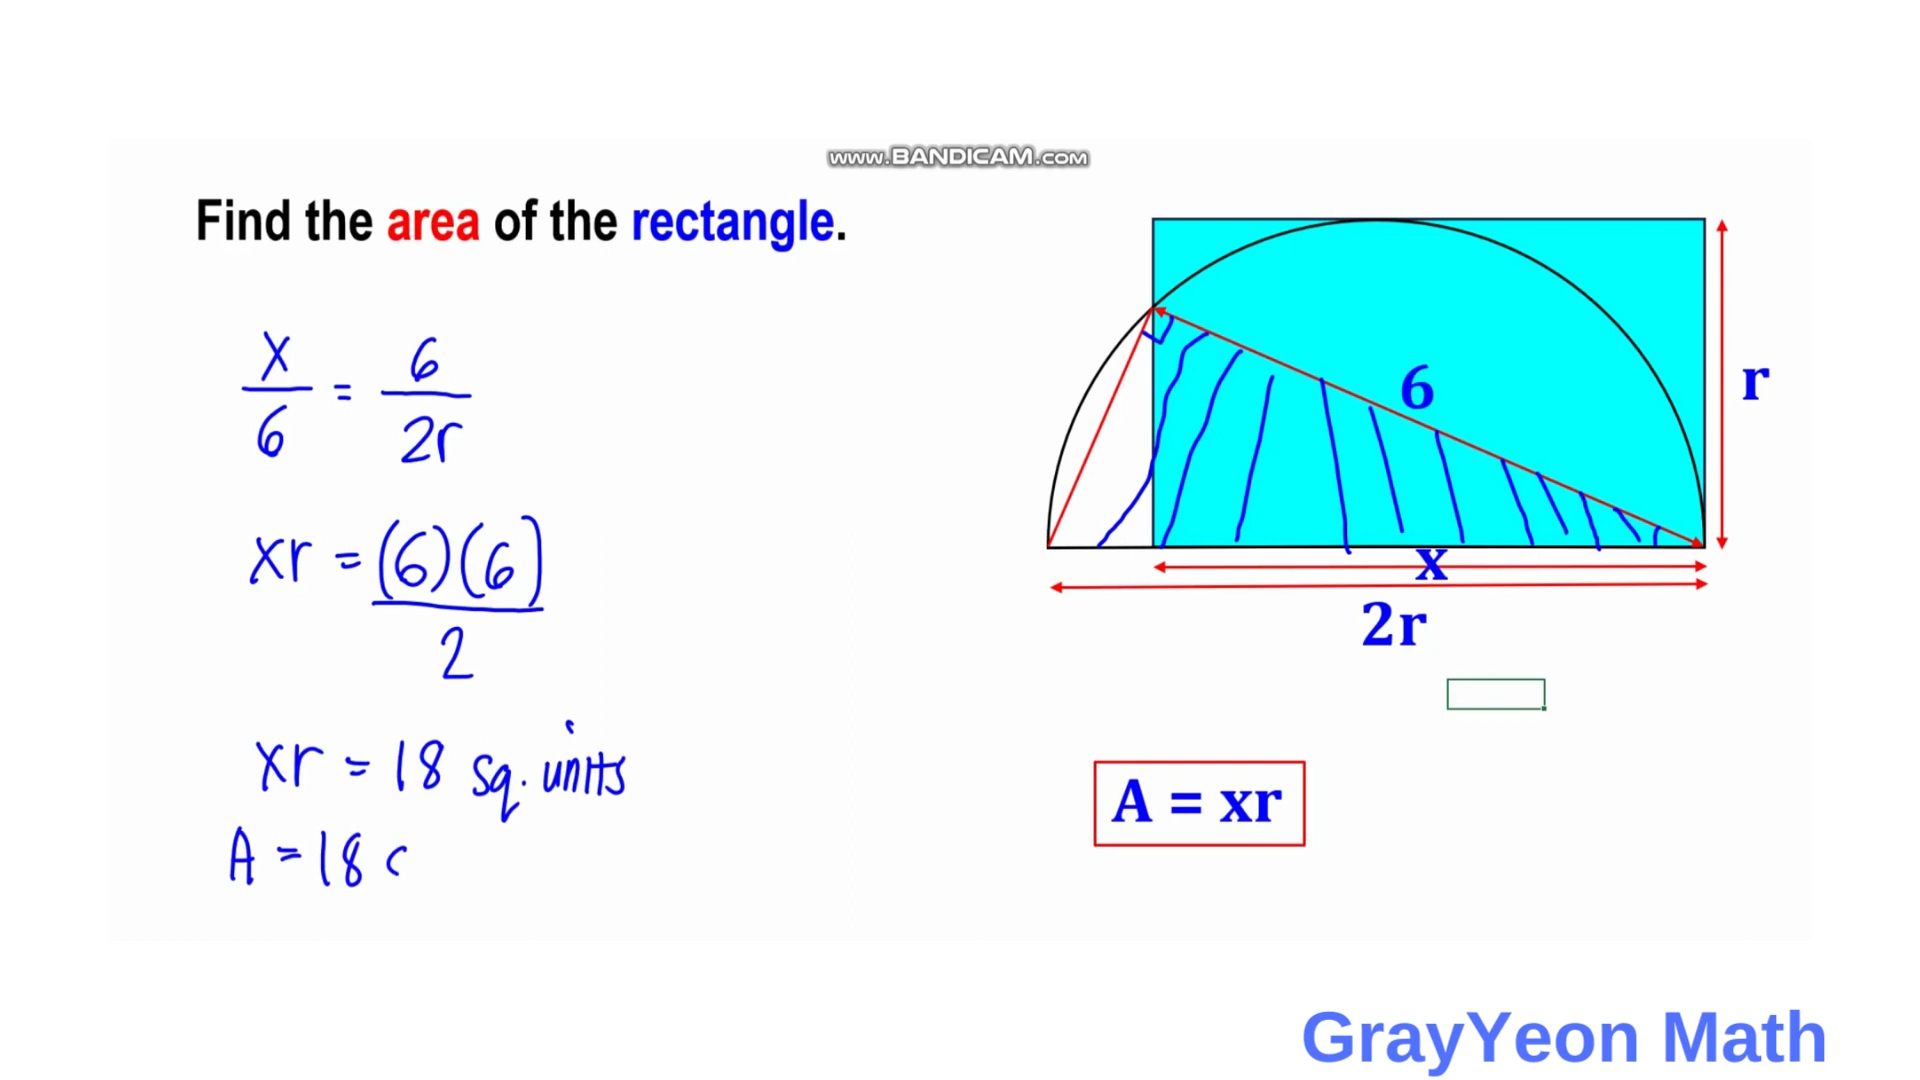 www.BANDICAM.com
Find the area of the rectangle.
x/6 = 6/2r
xr = (6)(6)/2
xr = 18 sq. units
A = 18
6
r
x
2r
A = xr
GrayYeon Math